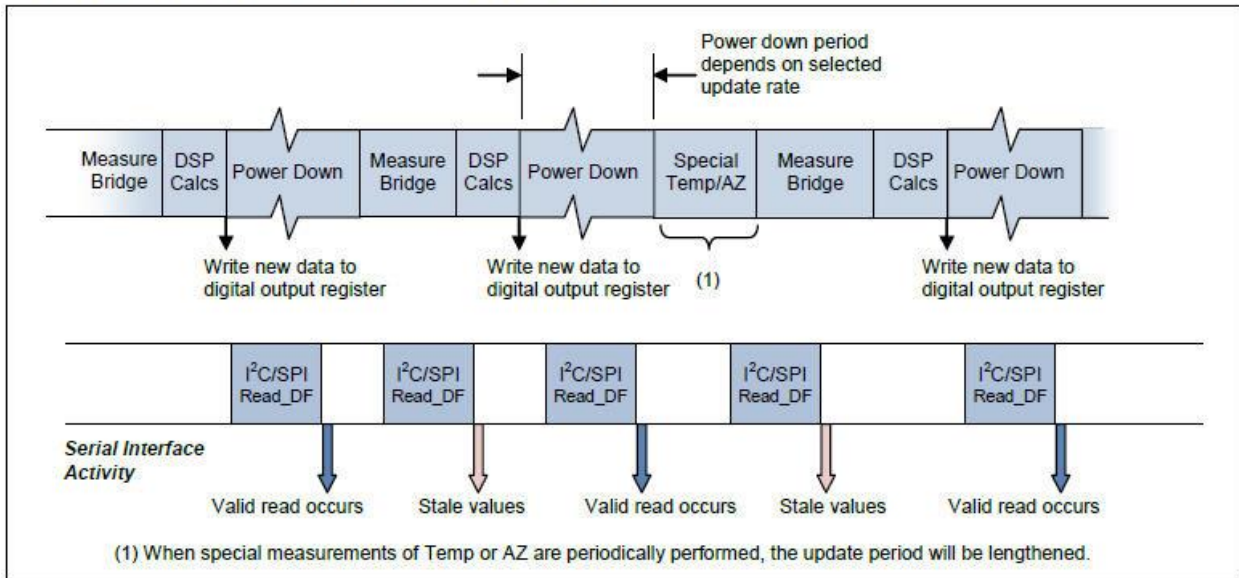 Power down period
depends on selected
update rate
Measure
Bridge
DSP
Calcs
Power Down
Measure
Bridge
DSP
Calcs
Power Down
Special
Temp/AZ
Measure
Bridge
DSP
Calcs
Power Down
Write new data to
digital output register
Write new data to
digital output register
(1)
Write new data to
digital output register
I²C/SPI
Read_DF
I²C/SPI
Read_DF
I²C/SPI
Read_DF
I²C/SPI
Read_DF
I²C/SPI
Read_DF
Serial Interface
Activity
Valid read occurs
Stale values
Valid read occurs
Stale values
Valid read occurs
(1) When special measurements of Temp or AZ are periodically performed, the update period will be lengthened.